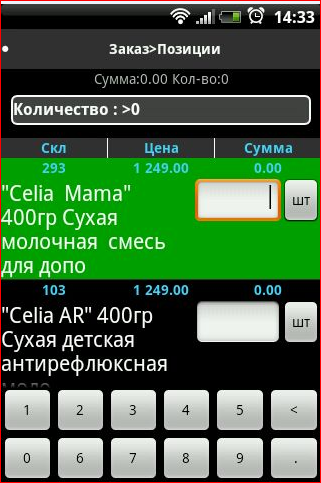 14:33
Заказ>Позиции
Сумма:0.00 Кол-во:0
Количество : >0
Скл Цена Сумма
293 1 249.00 0.00
"Celia Mama"
400гр Сухая
молочная смесь
для допо
шт
103 1 249.00 0.00
"Celia AR" 400гр
Сухая детская
антирефлюксная
шт
1 2 3 4 5 <
0 6 7 8 9 .